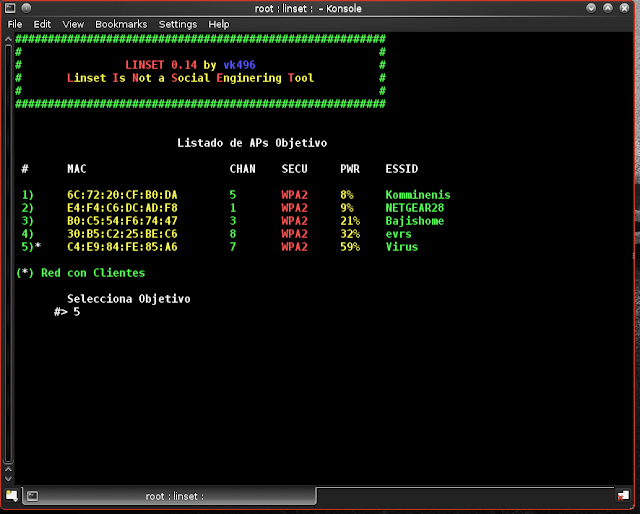 root : linset : – Konsole
File Edit View Bookmarks Settings Help
#########################################################
# #
# LINSET 0.14 by vk496 #
# Linset Is Not a Social Enginering Tool #
# #
#########################################################
Listado de APs Objetivo
# MAC CHAN SECU PWR ESSID
1) 6C:72:20:CF:B0:DA 5 WPA2 8% Komminenis
2) E4:F4:C6:DC:AD:F8 1 WPA2 9% NETGEAR28
3) B0:C5:54:F6:74:47 3 WPA2 21% Bajishome
4) 30:B5:C2:25:BE:C6 8 WPA2 32% evrs
5)* C4:E9:84:FE:85:A6 7 WPA2 59% Virus
(*) Red con Clientes
Selecciona Objetivo
#> 5
root : linset :